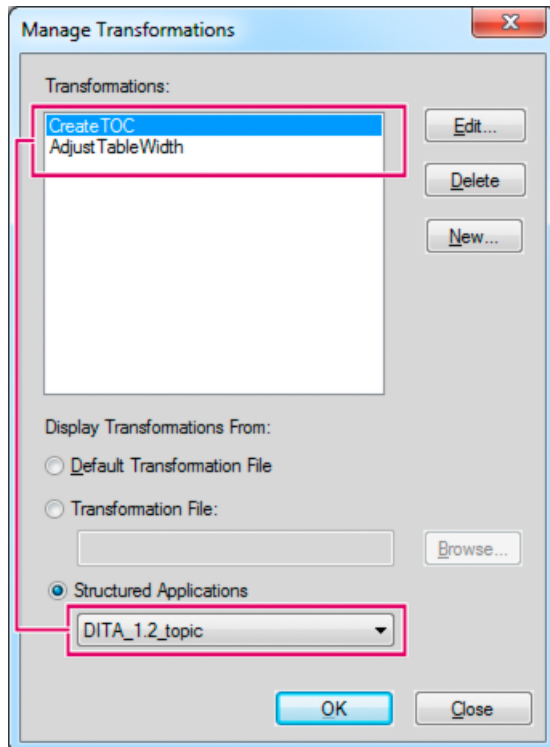 Manage Transformations
Transformations:
CreateTOC
AdjustTableWidth
Edit...
Delete
New...
Display Transformations From:
Default Transformation File
Transformation File:
Browse...
Structured Applications
DITA_1.2_topic
OK
Close